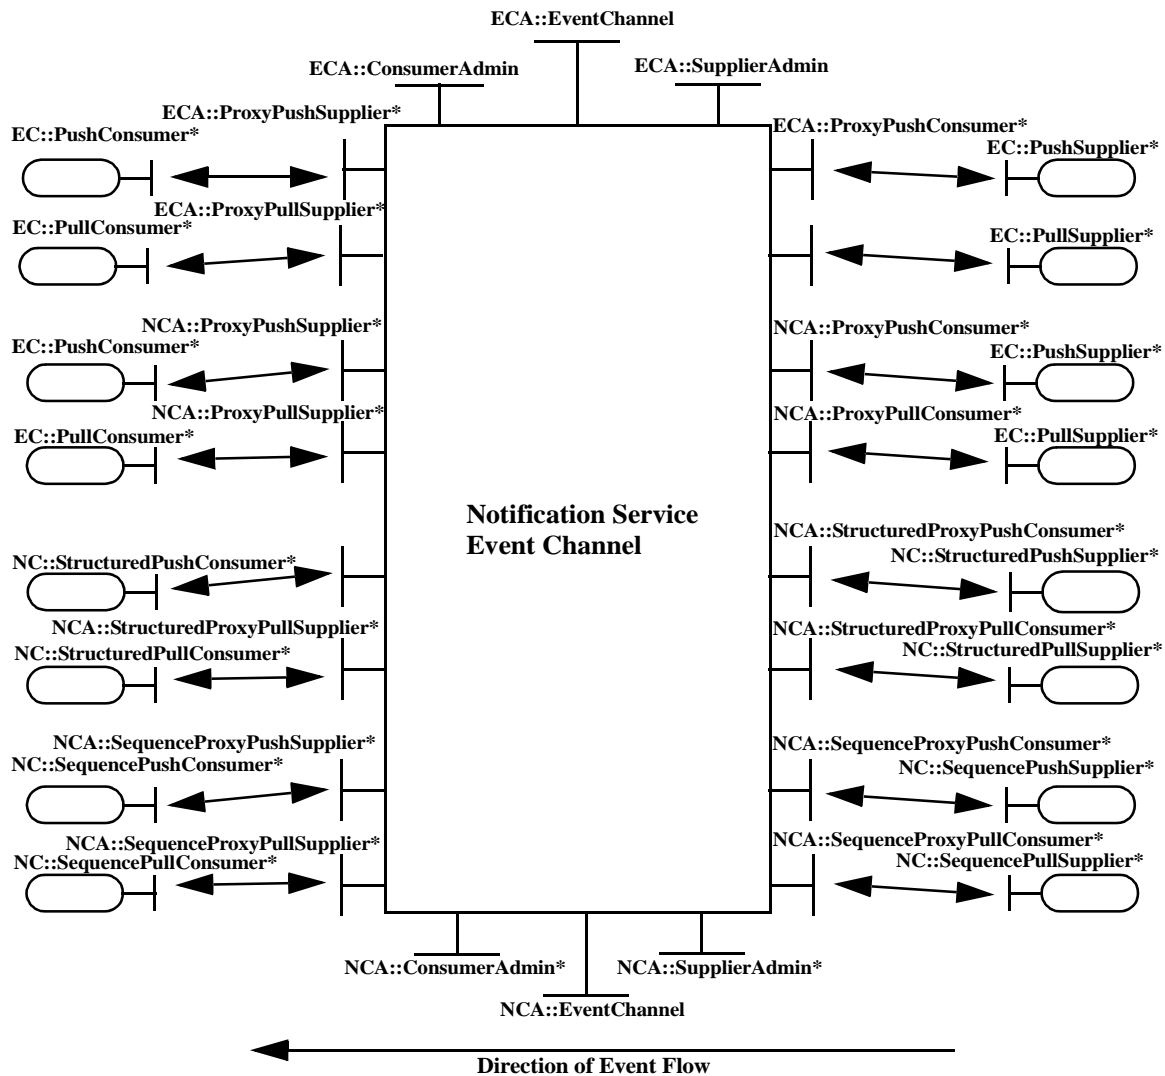 ECA::EventChannel
ECA::ConsumerAdmin
ECA::SupplierAdmin
ECA::ProxyPushSupplier*
ECA::ProxyPushConsumer*
EC::PushConsumer*
EC::PushSupplier*
ECA::ProxyPullSupplier*
EC::PullConsumer*
EC::PullSupplier*
NCA::ProxyPushSupplier*
NCA::ProxyPushConsumer*
EC::PushConsumer*
EC::PushSupplier*
NCA::ProxyPullSupplier*
NCA::ProxyPullConsumer*
EC::PullConsumer*
EC::PullSupplier*
Notification Service
Event Channel
NCA::StructuredProxyPushConsumer*
NC::StructuredPushConsumer*
NC::StructuredPushSupplier*
NCA::StructuredProxyPullSupplier*
NCA::StructuredProxyPullConsumer*
NC::StructuredPullConsumer*
NC::StructuredPullSupplier*
NCA::SequenceProxyPushSupplier*
NCA::SequenceProxyPushConsumer*
NC::SequencePushConsumer*
NC::SequencePushSupplier*
NCA::SequenceProxyPullSupplier*
NCA::SequenceProxyPullConsumer*
NC::SequencePullConsumer*
NC::SequencePullSupplier*
NCA::ConsumerAdmin*
NCA::SupplierAdmin*
NCA::EventChannel
Direction of Event Flow